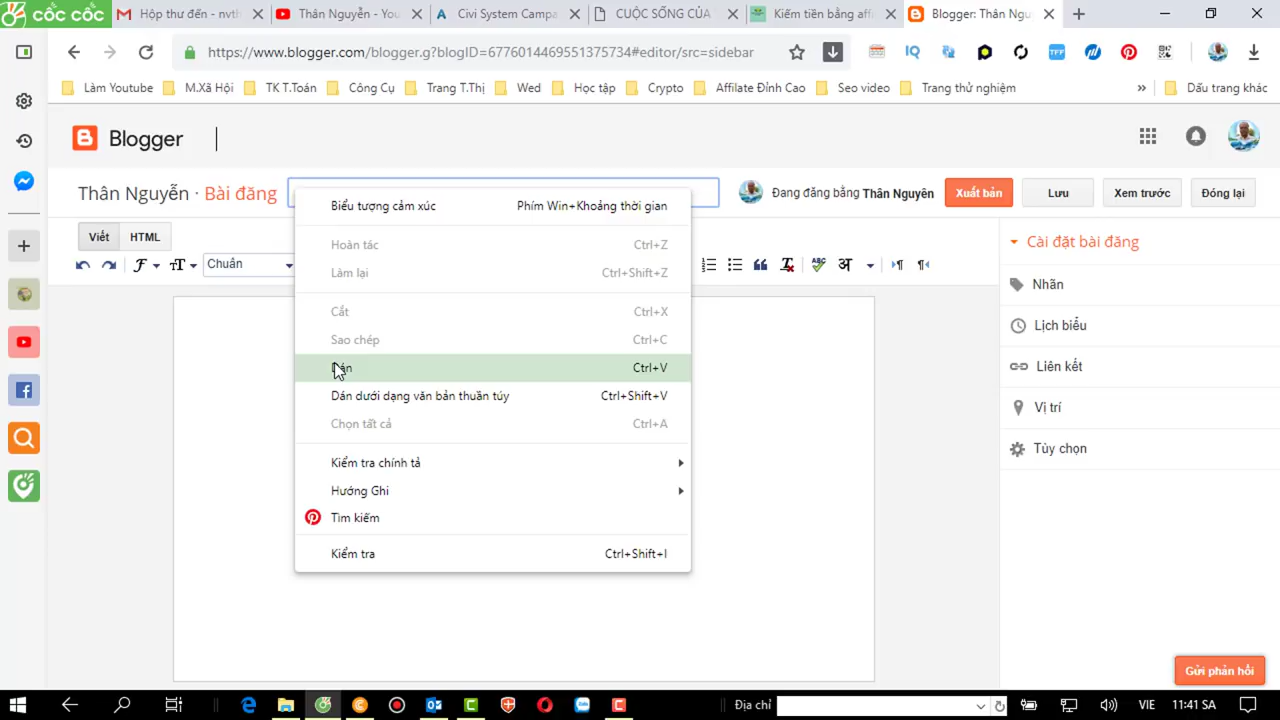 cốc cốc
Hộp thư đến - nvth
Thân Nguyễn - You
Civi System Campa
CUỘC SỐNG CỦA
Kiếm tiền bằng affi
Blogger: Thân Ngu
https://www.blogger.com/blogger.g?blogID=6776014469551375734#editor/src=sidebar
IQ
TFF
Làm Youtube
M.Xã Hội
TK T.Toán
Công Cụ
Trang T.Thị
Wed
Học tập
Crypto
Affilate Đỉnh Cao
Seo video
Trang thử nghiệm
»
Dấu trang khác
Blogger
Thân Nguyễn · Bài đăng
Đang đăng bằng Thân Nguyên
Xuất bản
Lưu
Xem trước
Đóng lại
Viết
HTML
Chuẩn
Biểu tượng cảm xúc Phím Win+Khoảng thời gian
Hoàn tác Ctrl+Z
Làm lại Ctrl+Shift+Z
Cắt Ctrl+X
Sao chép Ctrl+C
Dán Ctrl+V
Dán dưới dạng văn bản thuần túy Ctrl+Shift+V
Chọn tất cả Ctrl+A
Kiểm tra chính tả
Hướng Ghi
Tìm kiếm
Kiểm tra Ctrl+Shift+I
Cài đặt bài đăng
Nhãn
Lịch biểu
Liên kết
Vị trí
Tùy chọn
Gửi phản hồi
Địa chỉ
VIE
11:41 SA